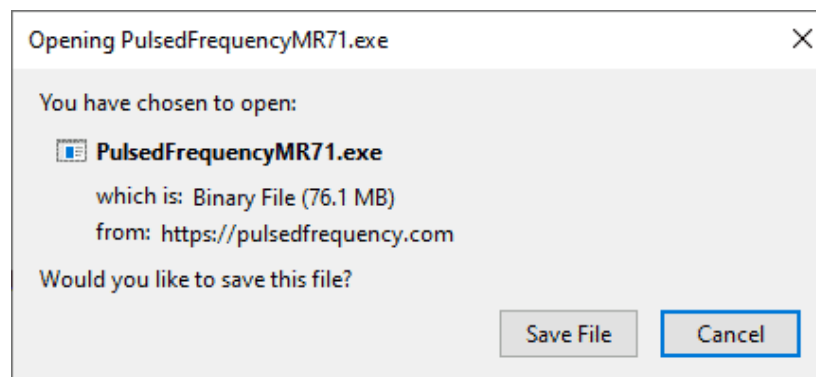 Opening PulsedFrequencyMR71.exe
You have chosen to open:
PulsedFrequencyMR71.exe
which is: Binary File (76.1 MB)
from: https://pulsedfrequency.com
Would you like to save this file?
Save File Cancel